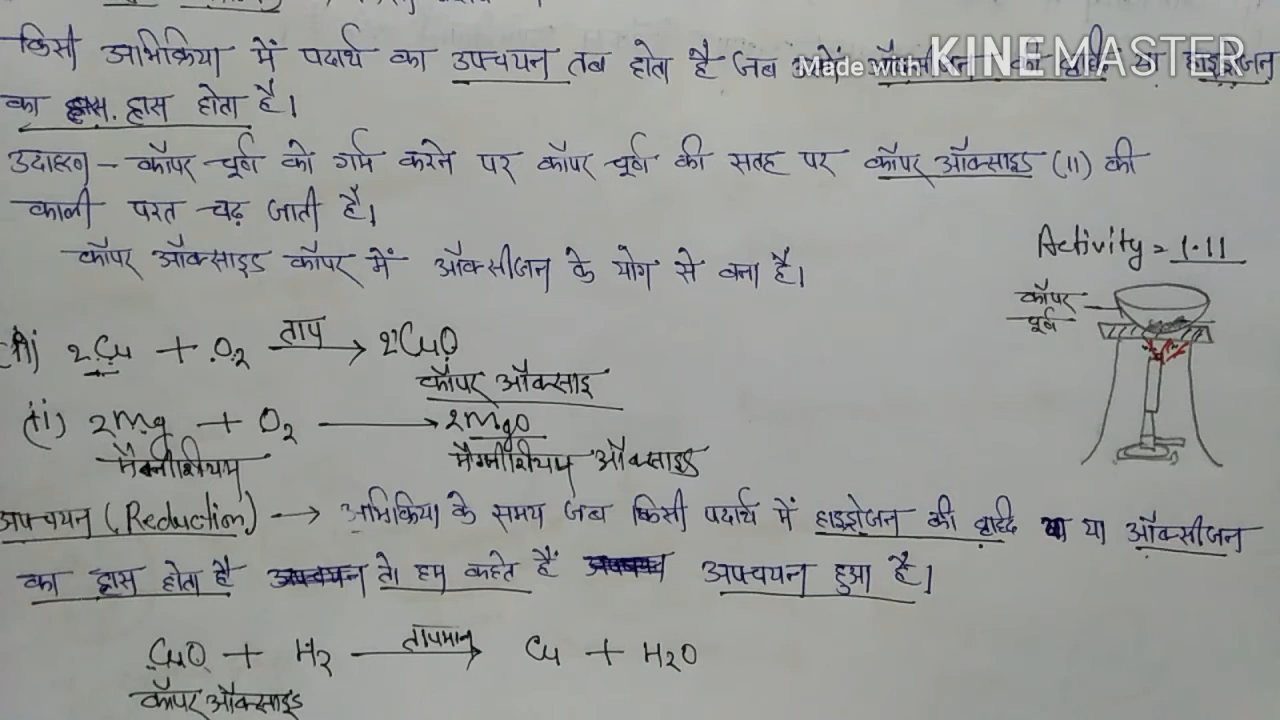 किसी अभिक्रिया में पदार्थ का उपचयन तब होता है जब उसमें ऑक्सीजन की वृद्धि या हाइड्रोजन
Made with KINEMASTER
का ह्रास होता है।
उदाहरण – कॉपर चूर्ण को गर्म करने पर कॉपर चूर्ण की सतह पर कॉपर ऑक्साइड (II) की
काली परत चढ़ जाती है।
कॉपर ऑक्साइड कॉपर में ऑक्सीजन के योग से बना है।
Activity = 1.11
कॉपर
चूर्ण
(i) 2Cu + O2 ताप → 2CuO
कॉपर ऑक्साइ
(ii) 2Mg + O2 → 2MgO
मैग्नीशियम मैग्नीशियम ऑक्साइड
अपचयन (Reduction) → अभिक्रिया के समय जब किसी पदार्थ में हाइड्रोजन की वृद्धि या ऑक्सीजन
का ह्रास होता है तो हम कहते हैं अपचयन हुआ है।
CuO + H2 तापमान → Cu + H2O
कॉपर ऑक्साइड